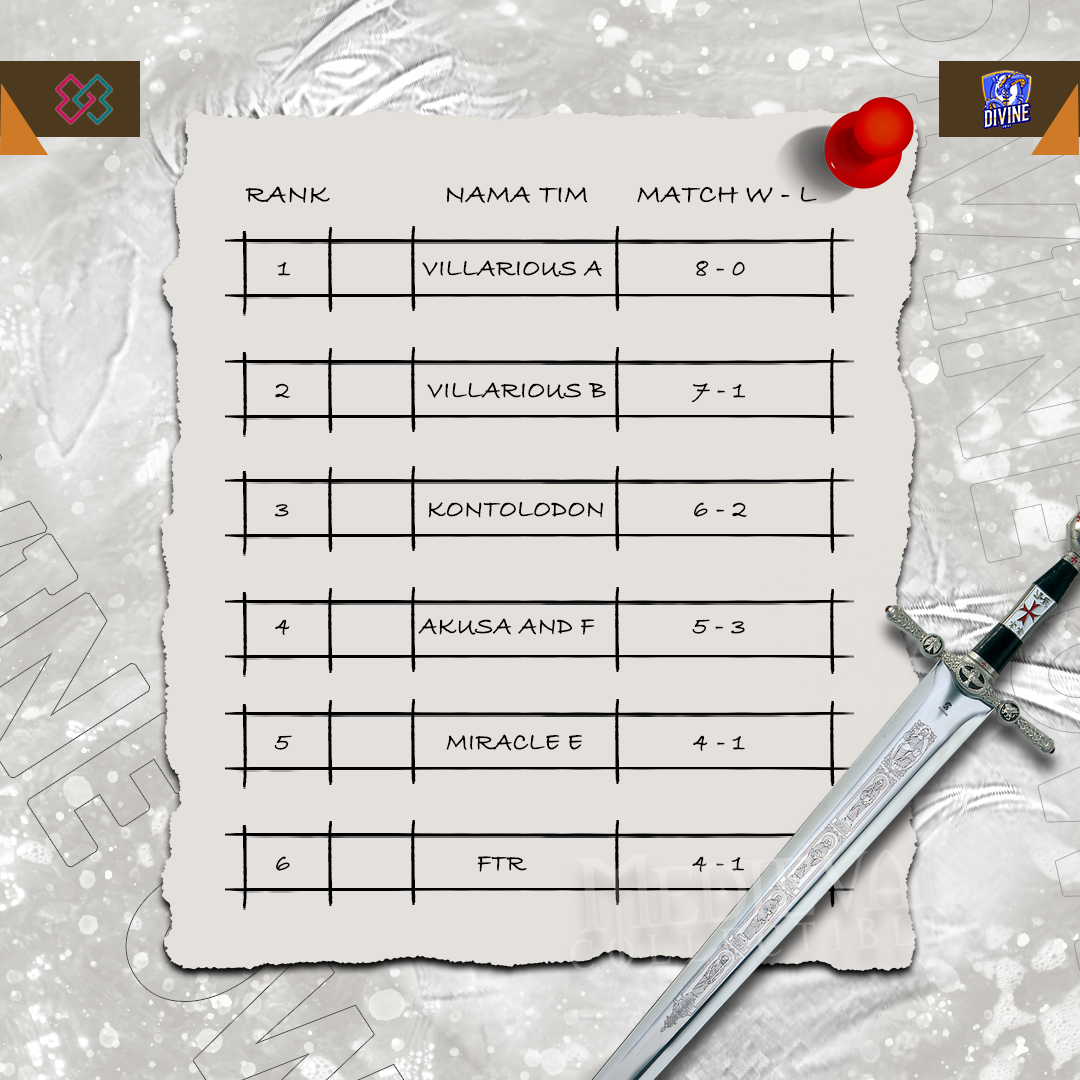 DIVINE
RANK NAMA TIM MATCH W - L
1 VILLARIOUS A 8 - 0
2 VILLARIOUS B 7 - 1
3 KONTOLODON 6 - 2
4 AKUSA AND F 5 - 3
5 MIRACLE E 4 - 1
6 FTR 4 - 1